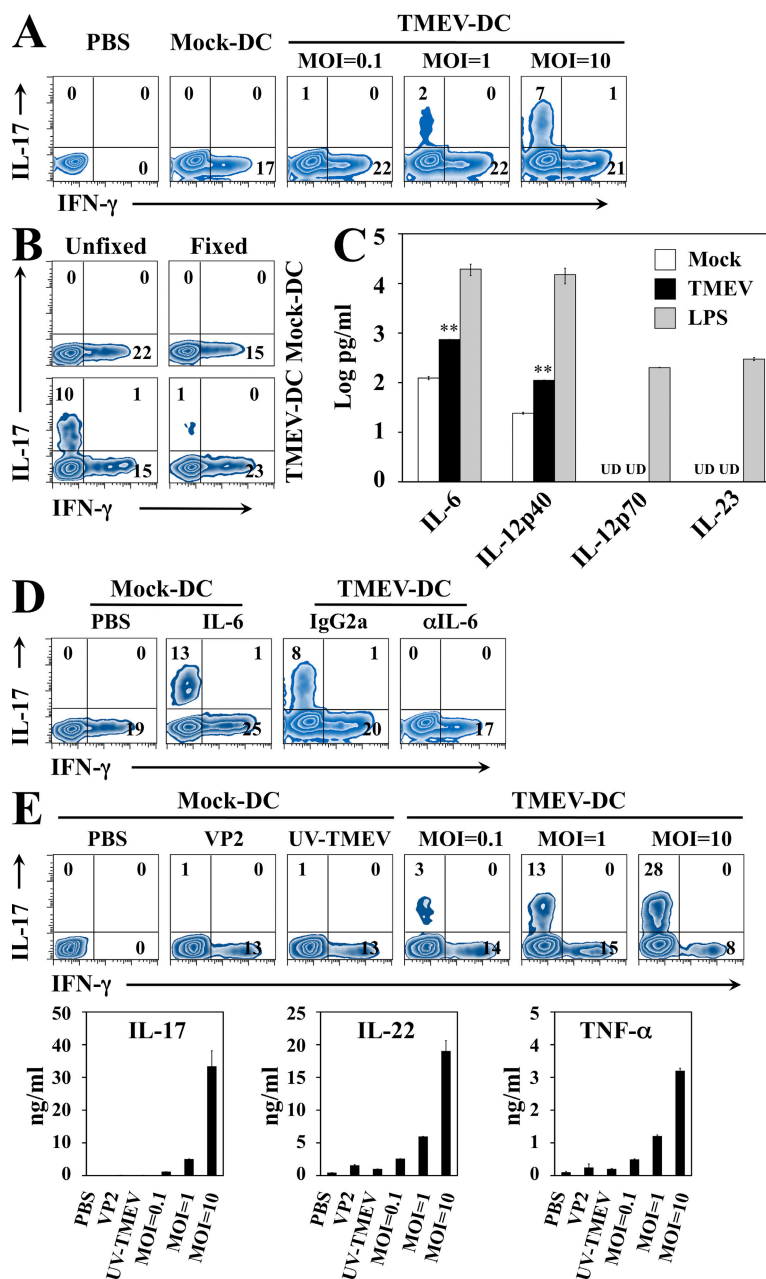 A
PBS Mock-DC TMEV-DC
MOI=0.1 MOI=1 MOI=10
0 0 0 0 1 0 2 0 7 1
0 17 22 22 21
IL-17
IFN-γ
B
Unfixed Fixed
0 0 0 0
22 15
10 1 1 0
15 23
IL-17
TMEV-DC Mock-DC
IFN-γ
C
5
4
3
2
1
0
Log pg/ml
Mock
TMEV
LPS
**
**
UD UD UD UD
IL-6 IL-12p40 IL-12p70 IL-23
D
Mock-DC TMEV-DC
PBS IL-6 IgG2a αIL-6
0 0 13 1 8 1 0 0
19 25 20 17
IL-17
IFN-γ
E
Mock-DC TMEV-DC
PBS VP2 UV-TMEV MOI=0.1 MOI=1 MOI=10
0 0 1 0 1 0 3 0 13 0 28 0
0 13 13 14 15 8
IL-17
IFN-γ
IL-17
50
40
30
20
10
0
ng/ml
PBS VP2 UV-TMEV MOI=0.1 MOI=1 MOI=10
IL-22
25
20
15
10
5
0
ng/ml
PBS VP2 UV-TMEV MOI=0.1 MOI=1 MOI=10
TNF-α
5
4
3
2
1
0
ng/ml
PBS VP2 UV-TMEV MOI=0.1 MOI=1 MOI=10